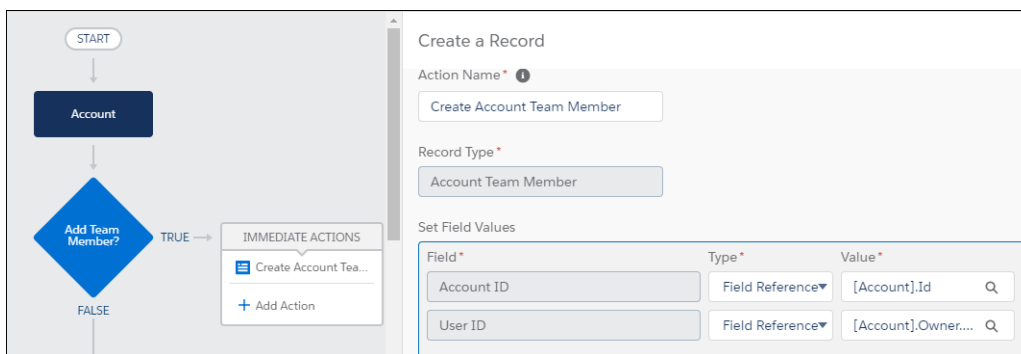 START
Account
Add Team
Member?
TRUE
FALSE
IMMEDIATE ACTIONS
Create Account Tea...
+ Add Action
Create a Record
Action Name*
Create Account Team Member
Record Type*
Account Team Member
Set Field Values
Field* Type* Value*
Account ID Field Reference [Account].Id
User ID Field Reference [Account].Owner....